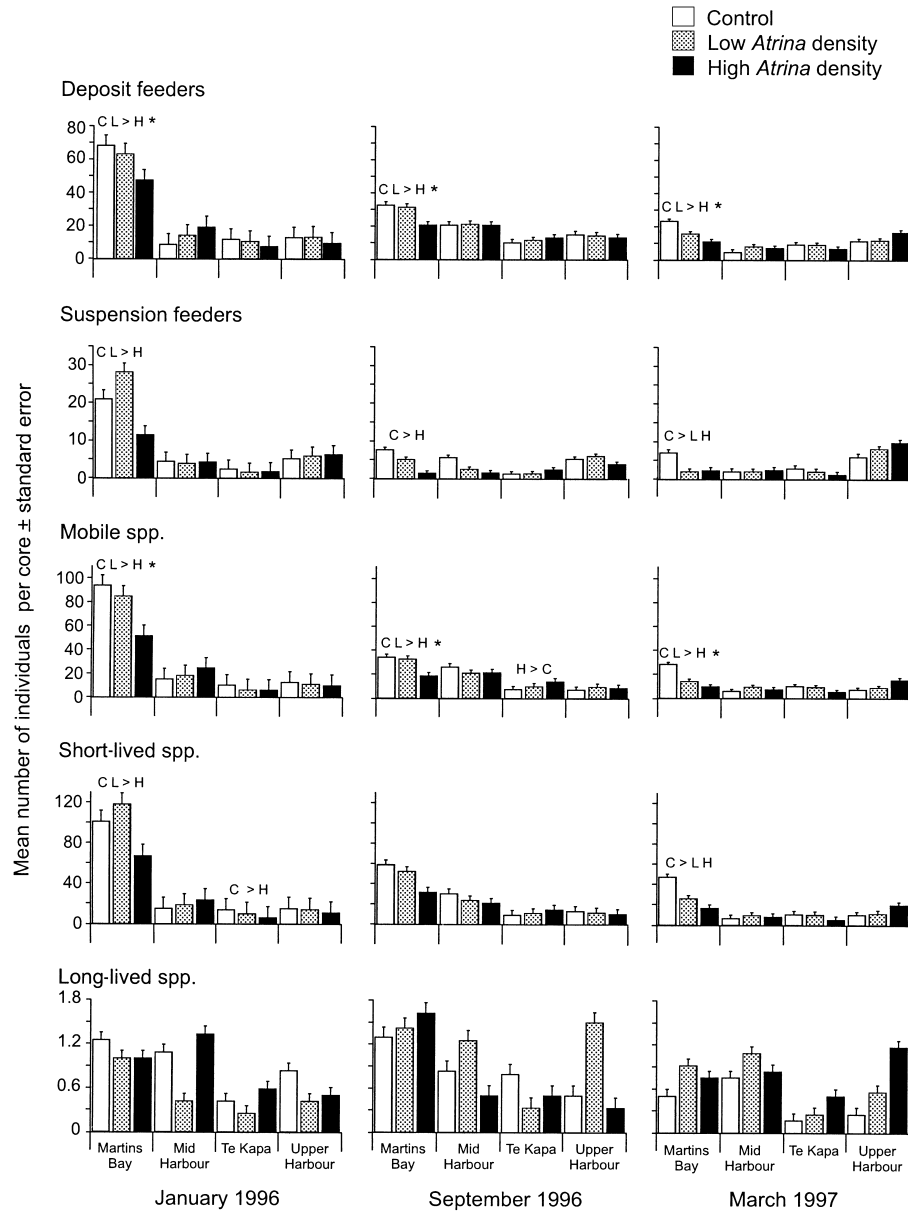 Control
Low Atrina density
High Atrina density
Mean number of individuals per core ± standard error
Deposit feeders
80
60
40
20
0
C L > H *
C L > H *
C L > H *
Suspension feeders
30
20
10
0
C L > H
C > H
C > L H
Mobile spp.
100
80
60
40
20
0
C L > H *
C L > H *
H > C
C L > H *
Short-lived spp.
120
80
40
0
C L > H
C > H
C > L H
Long-lived spp.
1.8
1.2
0.6
0
Martins Bay
Mid Harbour
Te Kapa
Upper Harbour
Martins Bay
Mid Harbour
Te Kapa
Upper Harbour
Martins Bay
Mid Harbour
Te Kapa
Upper Harbour
January 1996
September 1996
March 1997